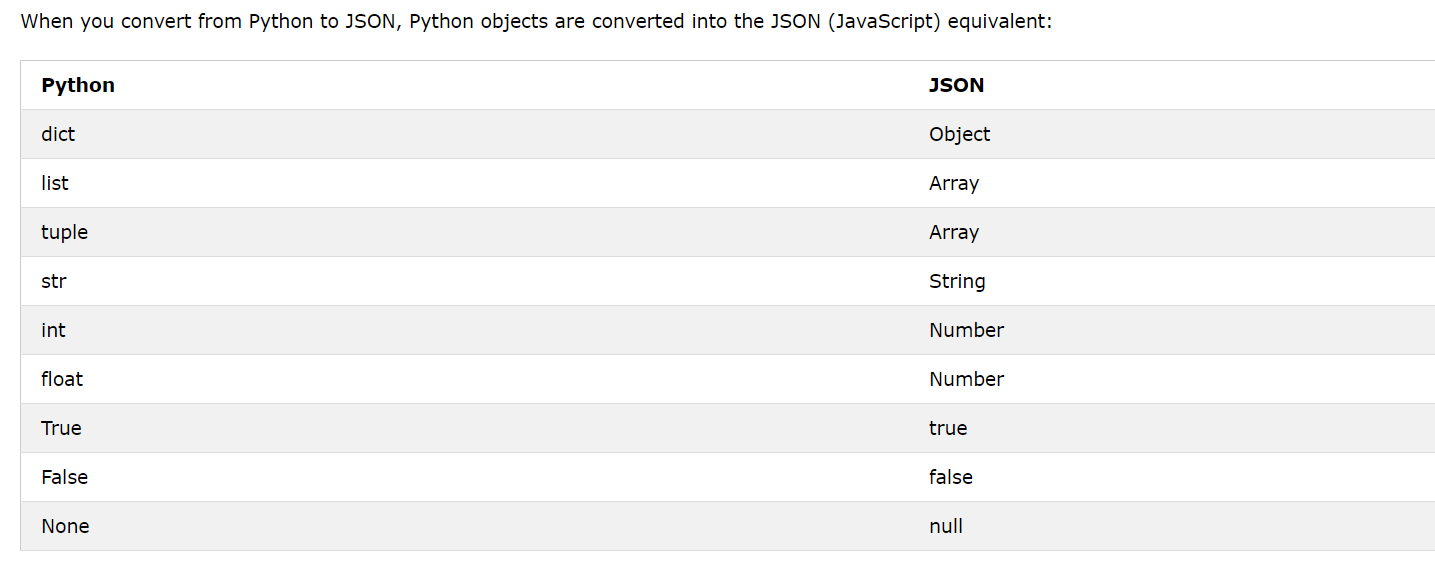 When you convert from Python to JSON, Python objects are converted into the JSON (JavaScript) equivalent:
Python JSON
dict Object
list Array
tuple Array
str String
int Number
float Number
True true
False false
None null